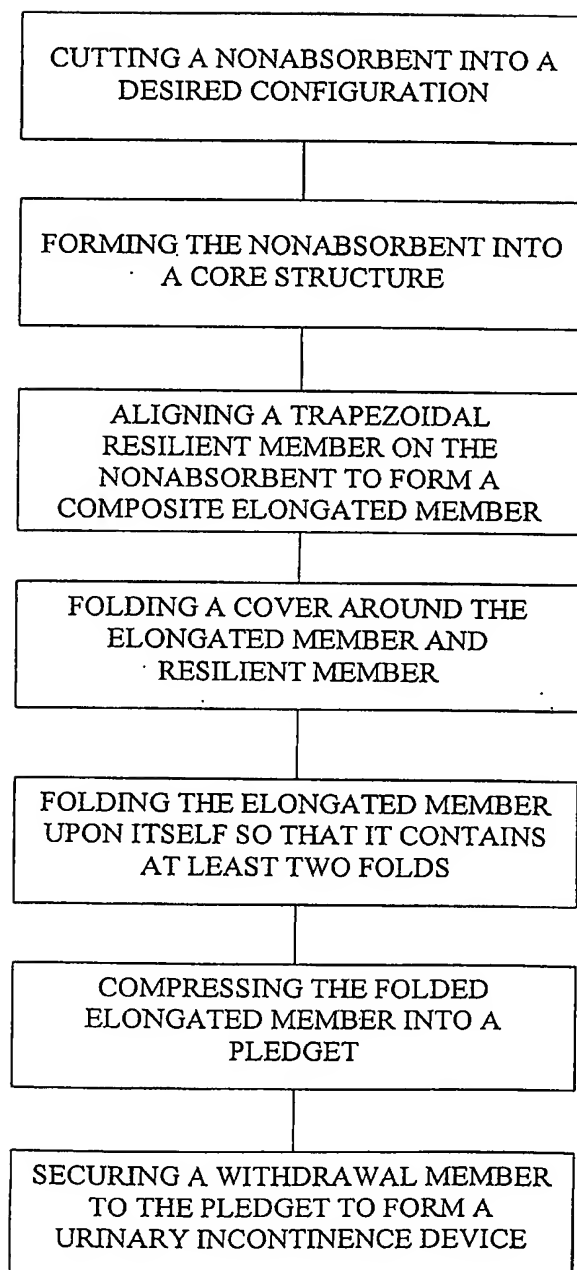 CUTTING A NONABSORBENT INTO A
DESIRED CONFIGURATION
FORMING THE NONABSORBENT INTO
A CORE STRUCTURE
ALIGNING A TRAPEZOIDAL
RESILIENT MEMBER ON THE
NONABSORBENT TO FORM A
COMPOSITE ELONGATED MEMBER
FOLDING A COVER AROUND THE
ELONGATED MEMBER AND
RESILIENT MEMBER
FOLDING THE ELONGATED MEMBER
UPON ITSELF SO THAT IT CONTAINS
AT LEAST TWO FOLDS
COMPRESSING THE FOLDED
ELONGATED MEMBER INTO A
PLEDGET
SECURING A WITHDRAWAL MEMBER
TO THE PLEDGET TO FORM A
URINARY INCONTINENCE DEVICE